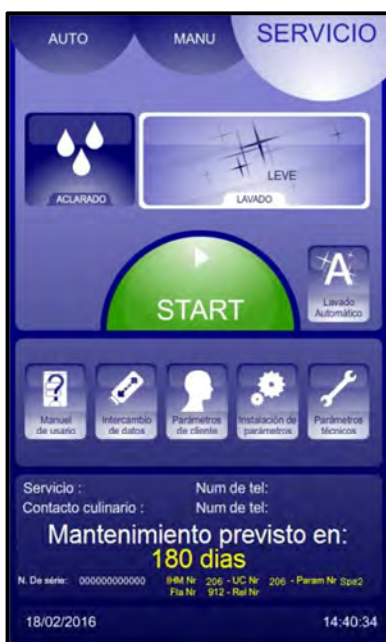 AUTO MANU SERVICIO
LEVE
ACLARADO LAVADO
START
A
Lavado
Automático
?
Manuel Intercambio Parámetros Instalación de Parámetros
de usario de datos de cliente parámetros técnicos
Servicio : Num de tel:
Contacto culinario : Num de tel:
Mantenimiento previsto en:
180 dias
N. De série: 000000000000 IHM Nr 206 - UC Nr 206 - Param Nr Spe2
Fla Nr 912 - Rel Nr
18/02/2016 14:40:34